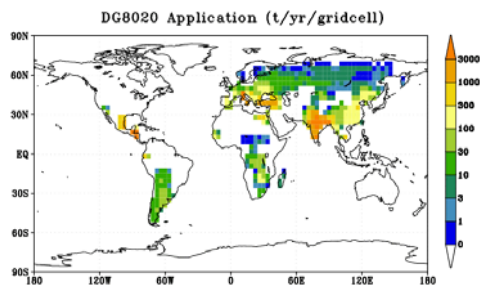 DG8020 Application (t/yr/gridcell)
90N
60N
30N
EQ
30S
60S
90S
180
120W
60W
0
60E
120E
180
3000
1000
300
100
30
10
3
1
0